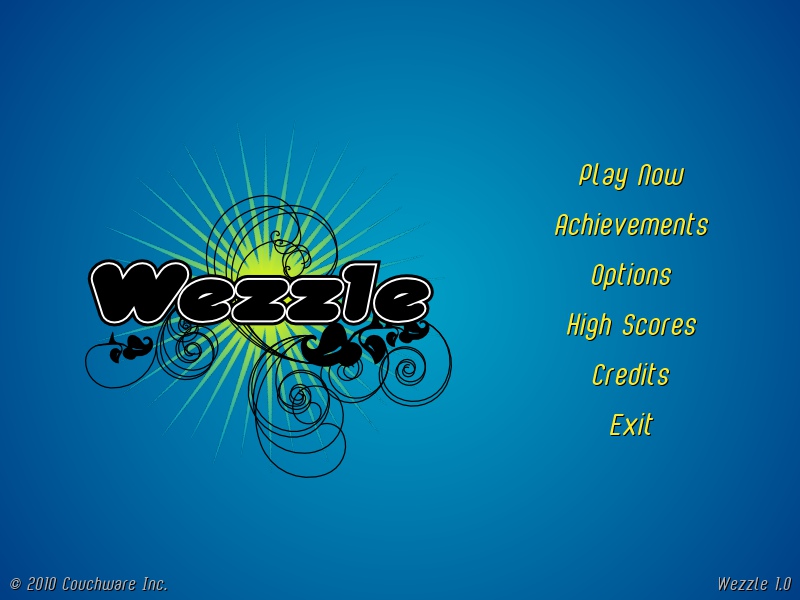 Wezzle
Play Now
Achievements
Options
High Scores
Credits
Exit
© 2010 Couchware Inc.
Wezzle 1.0